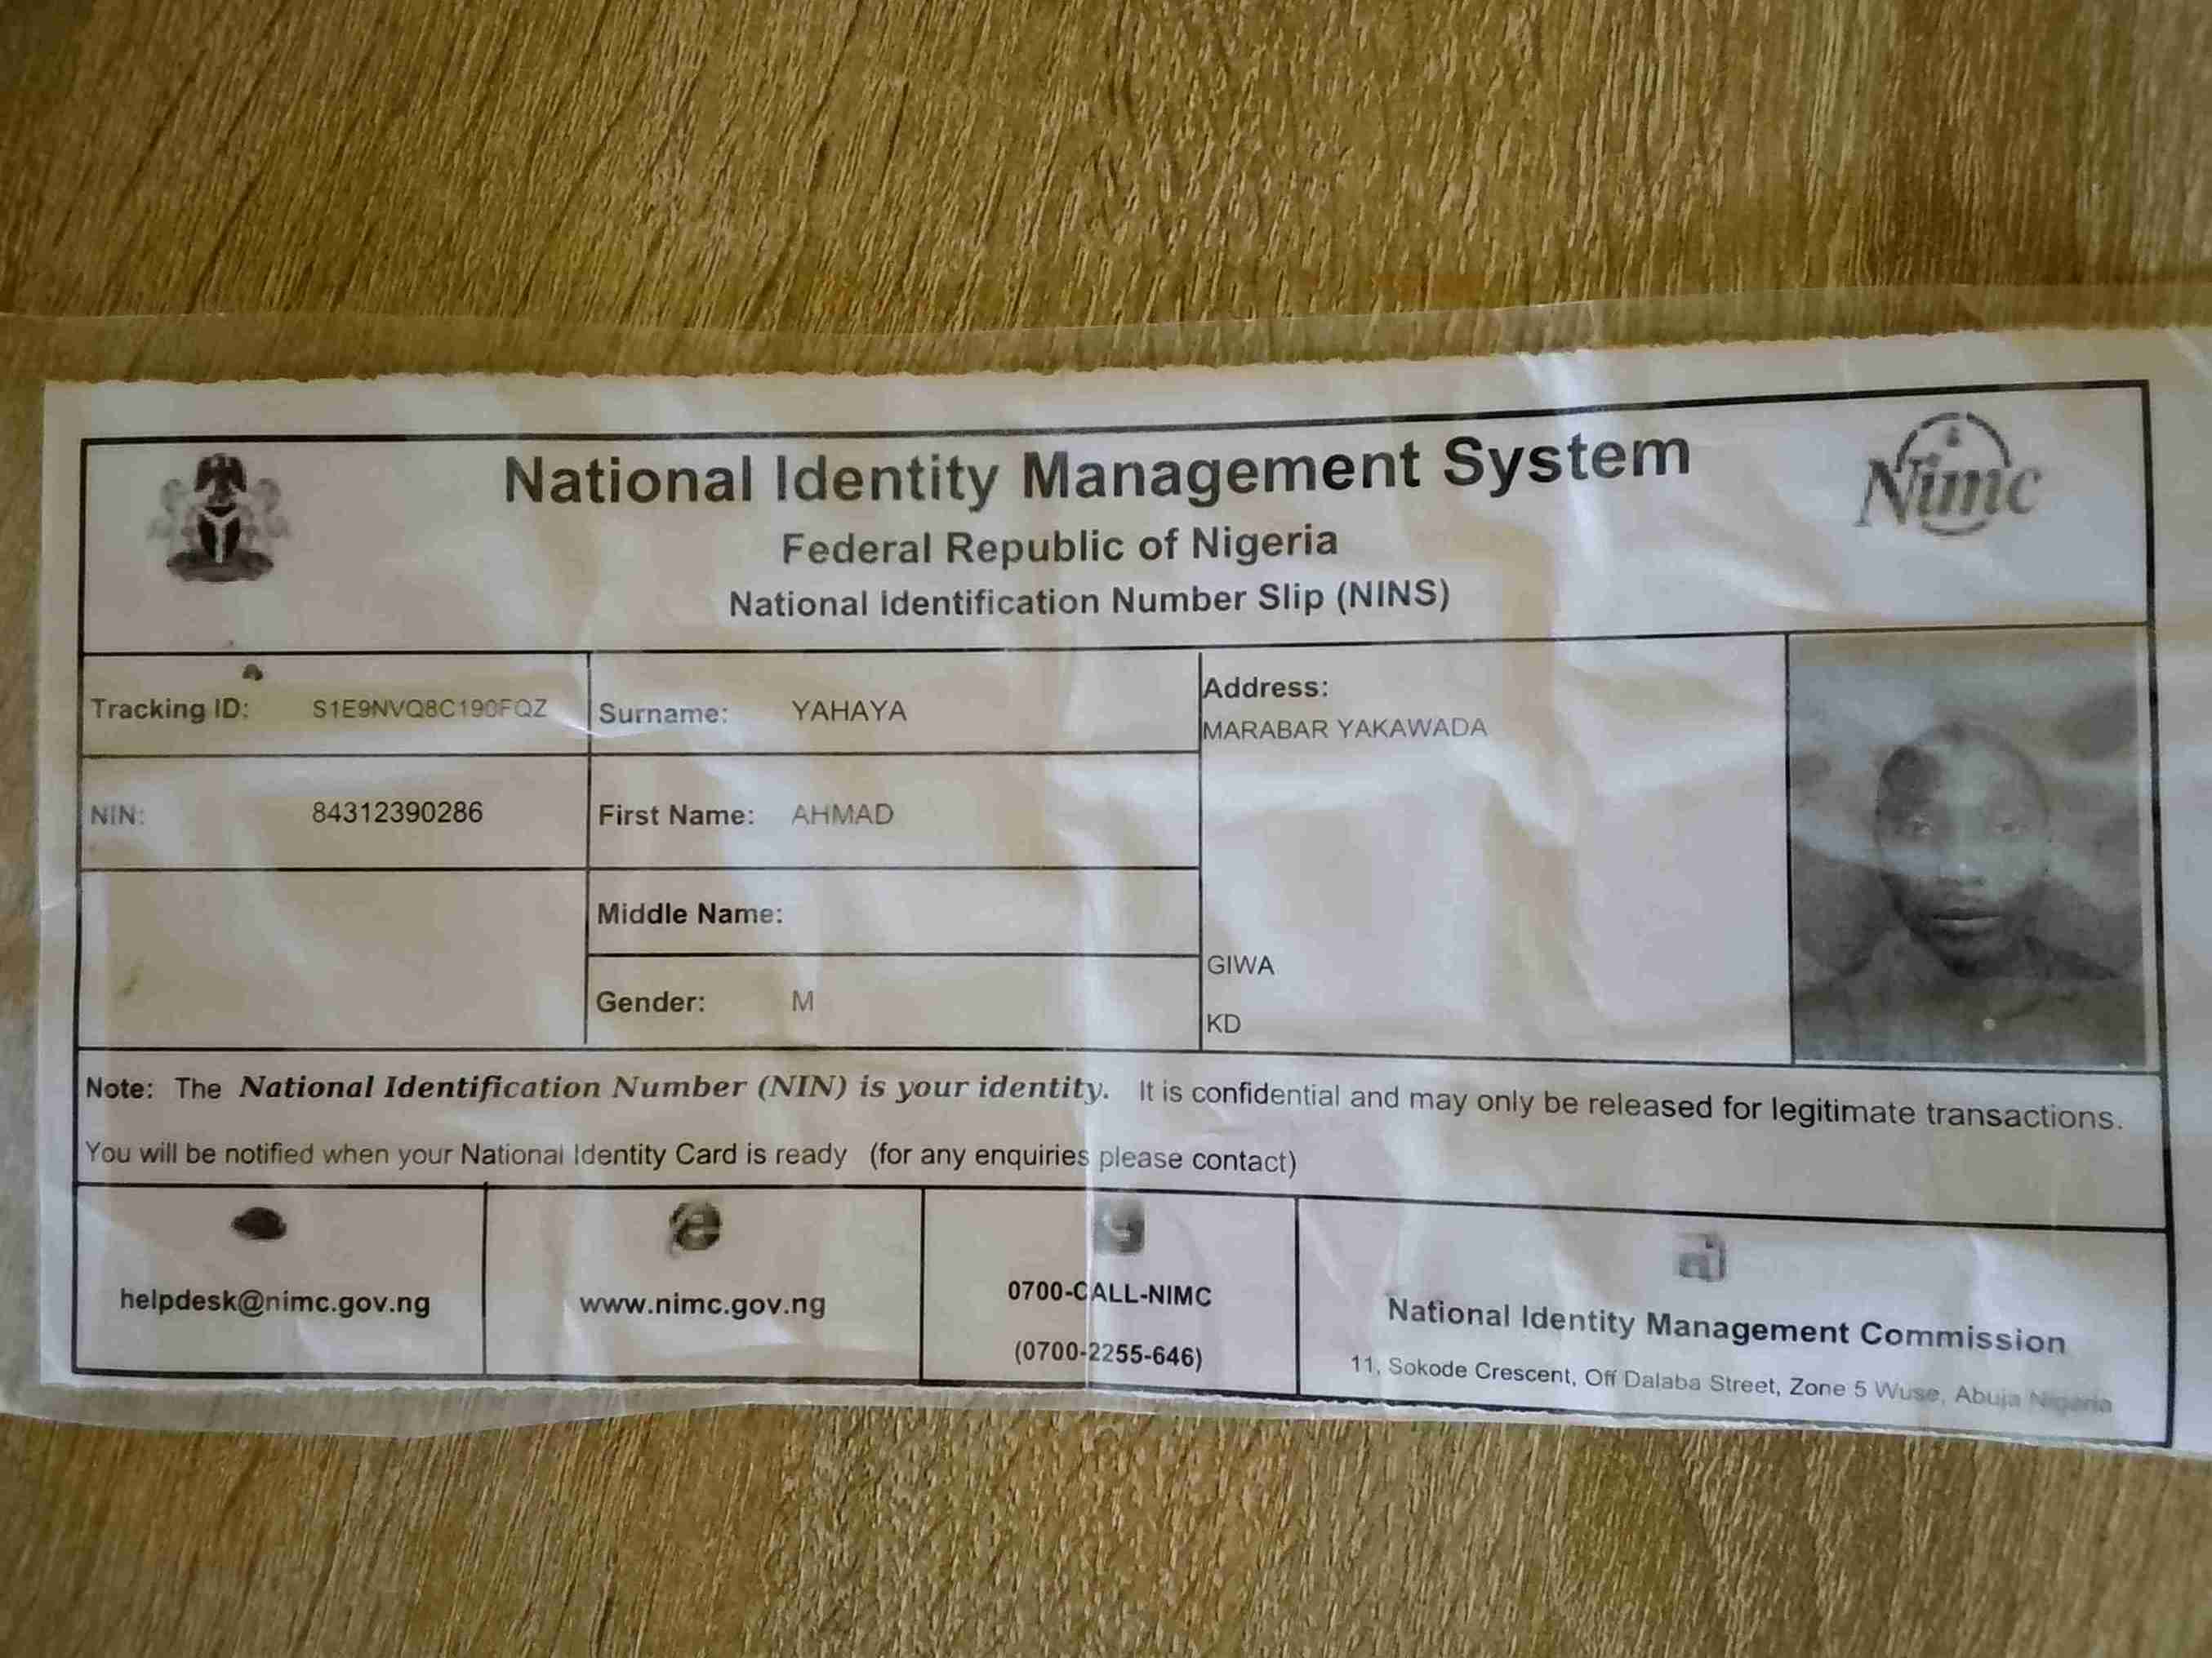 National Identity Management System
Nimc
Federal Republic of Nigeria
National Identification Number Slip (NINS)
Tracking ID: S1E9NVQ8C190FQZ
Surname: YAHAYA
Address:
MARABAR YAKAWADA
NIN: 84312390286
First Name: AHMAD
Middle Name:
GIWA
Gender: M
KD
Note: The National Identification Number (NIN) is your identity. It is confidential and may only be released for legitimate transactions.
You will be notified when your National Identity Card is ready (for any enquiries please contact)
helpdesk@nimc.gov.ng
www.nimc.gov.ng
0700-CALL-NIMC
(0700-2255-646)
National Identity Management Commission
11, Sokode Crescent, Off Dalaba Street, Zone 5 Wuse, Abuja Nigeria